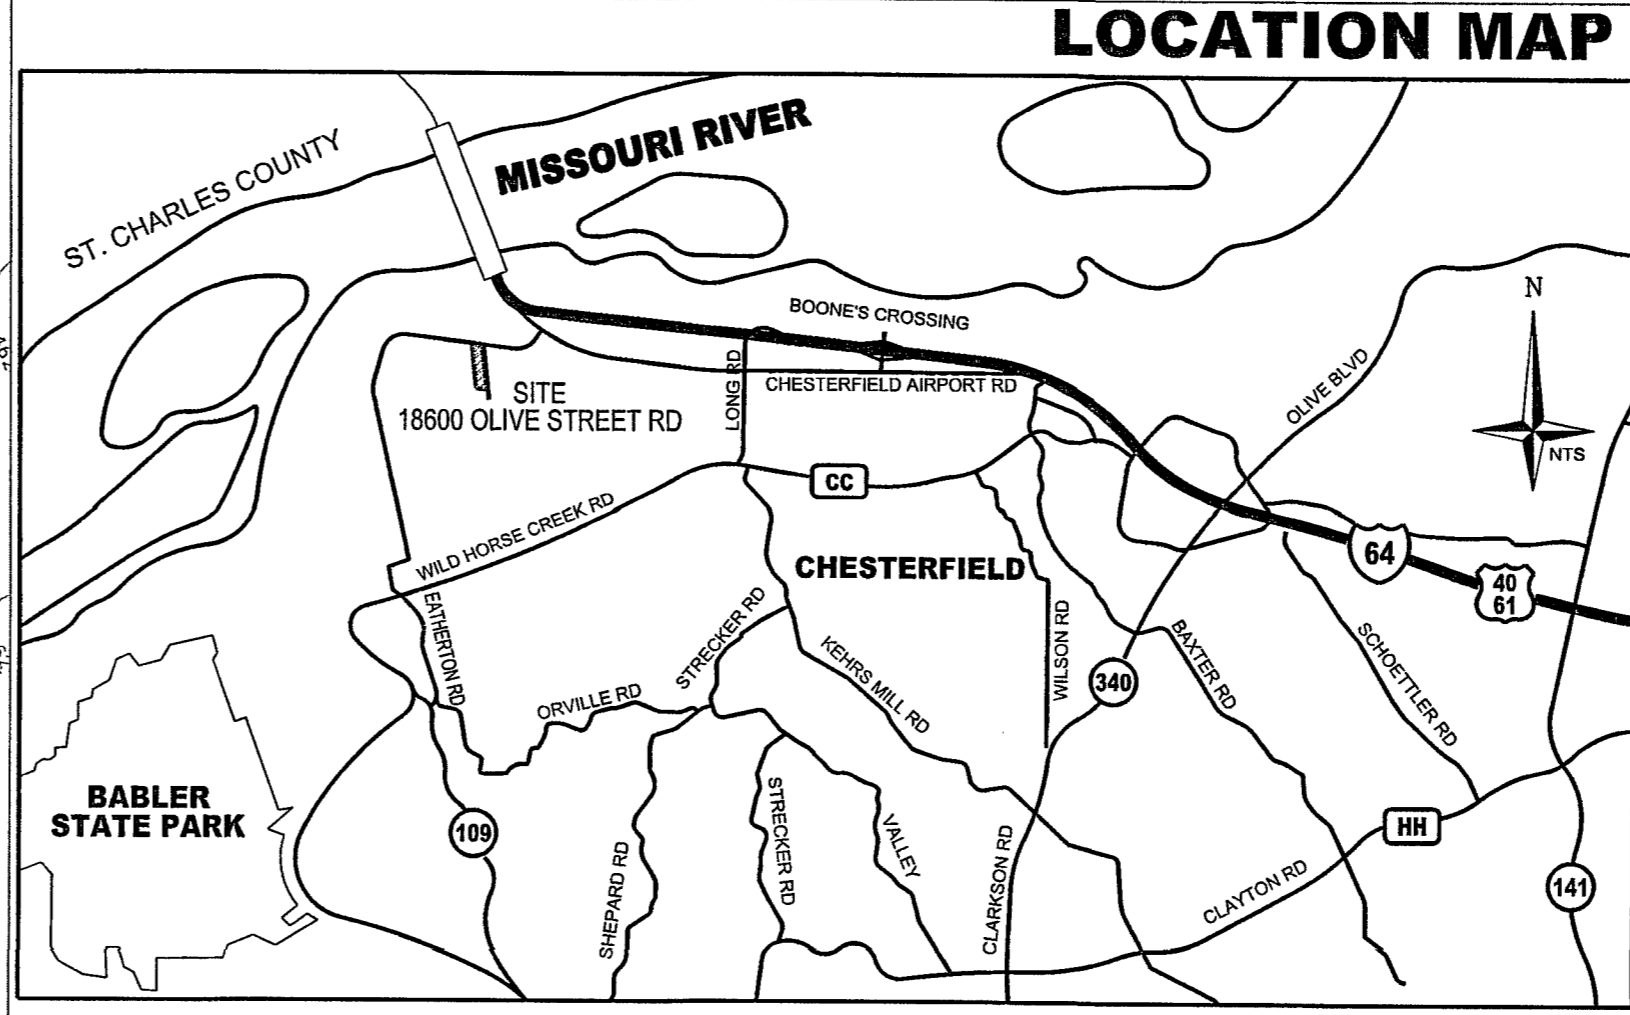 LOCATION MAP
ST. CHARLES COUNTY
MISSOURI RIVER
BOONE'S CROSSING
N
NTS
SITE
18600 OLIVE STREET RD
LONG RD
CHESTERFIELD AIRPORT RD
OLIVE BLVD
CC
WILD HORSE CREEK RD
CHESTERFIELD
64
40
61
EATHERTON RD
STRECKER RD
ORVILLE RD
KEHRS MILL RD
WILSON RD
340
BAXTER RD
SCHOETTLER RD
BABLER
STATE PARK
109
SHEPARD RD
STRECKER RD
VALLEY
CLARKSON RD
CLAYTON RD
HH
141